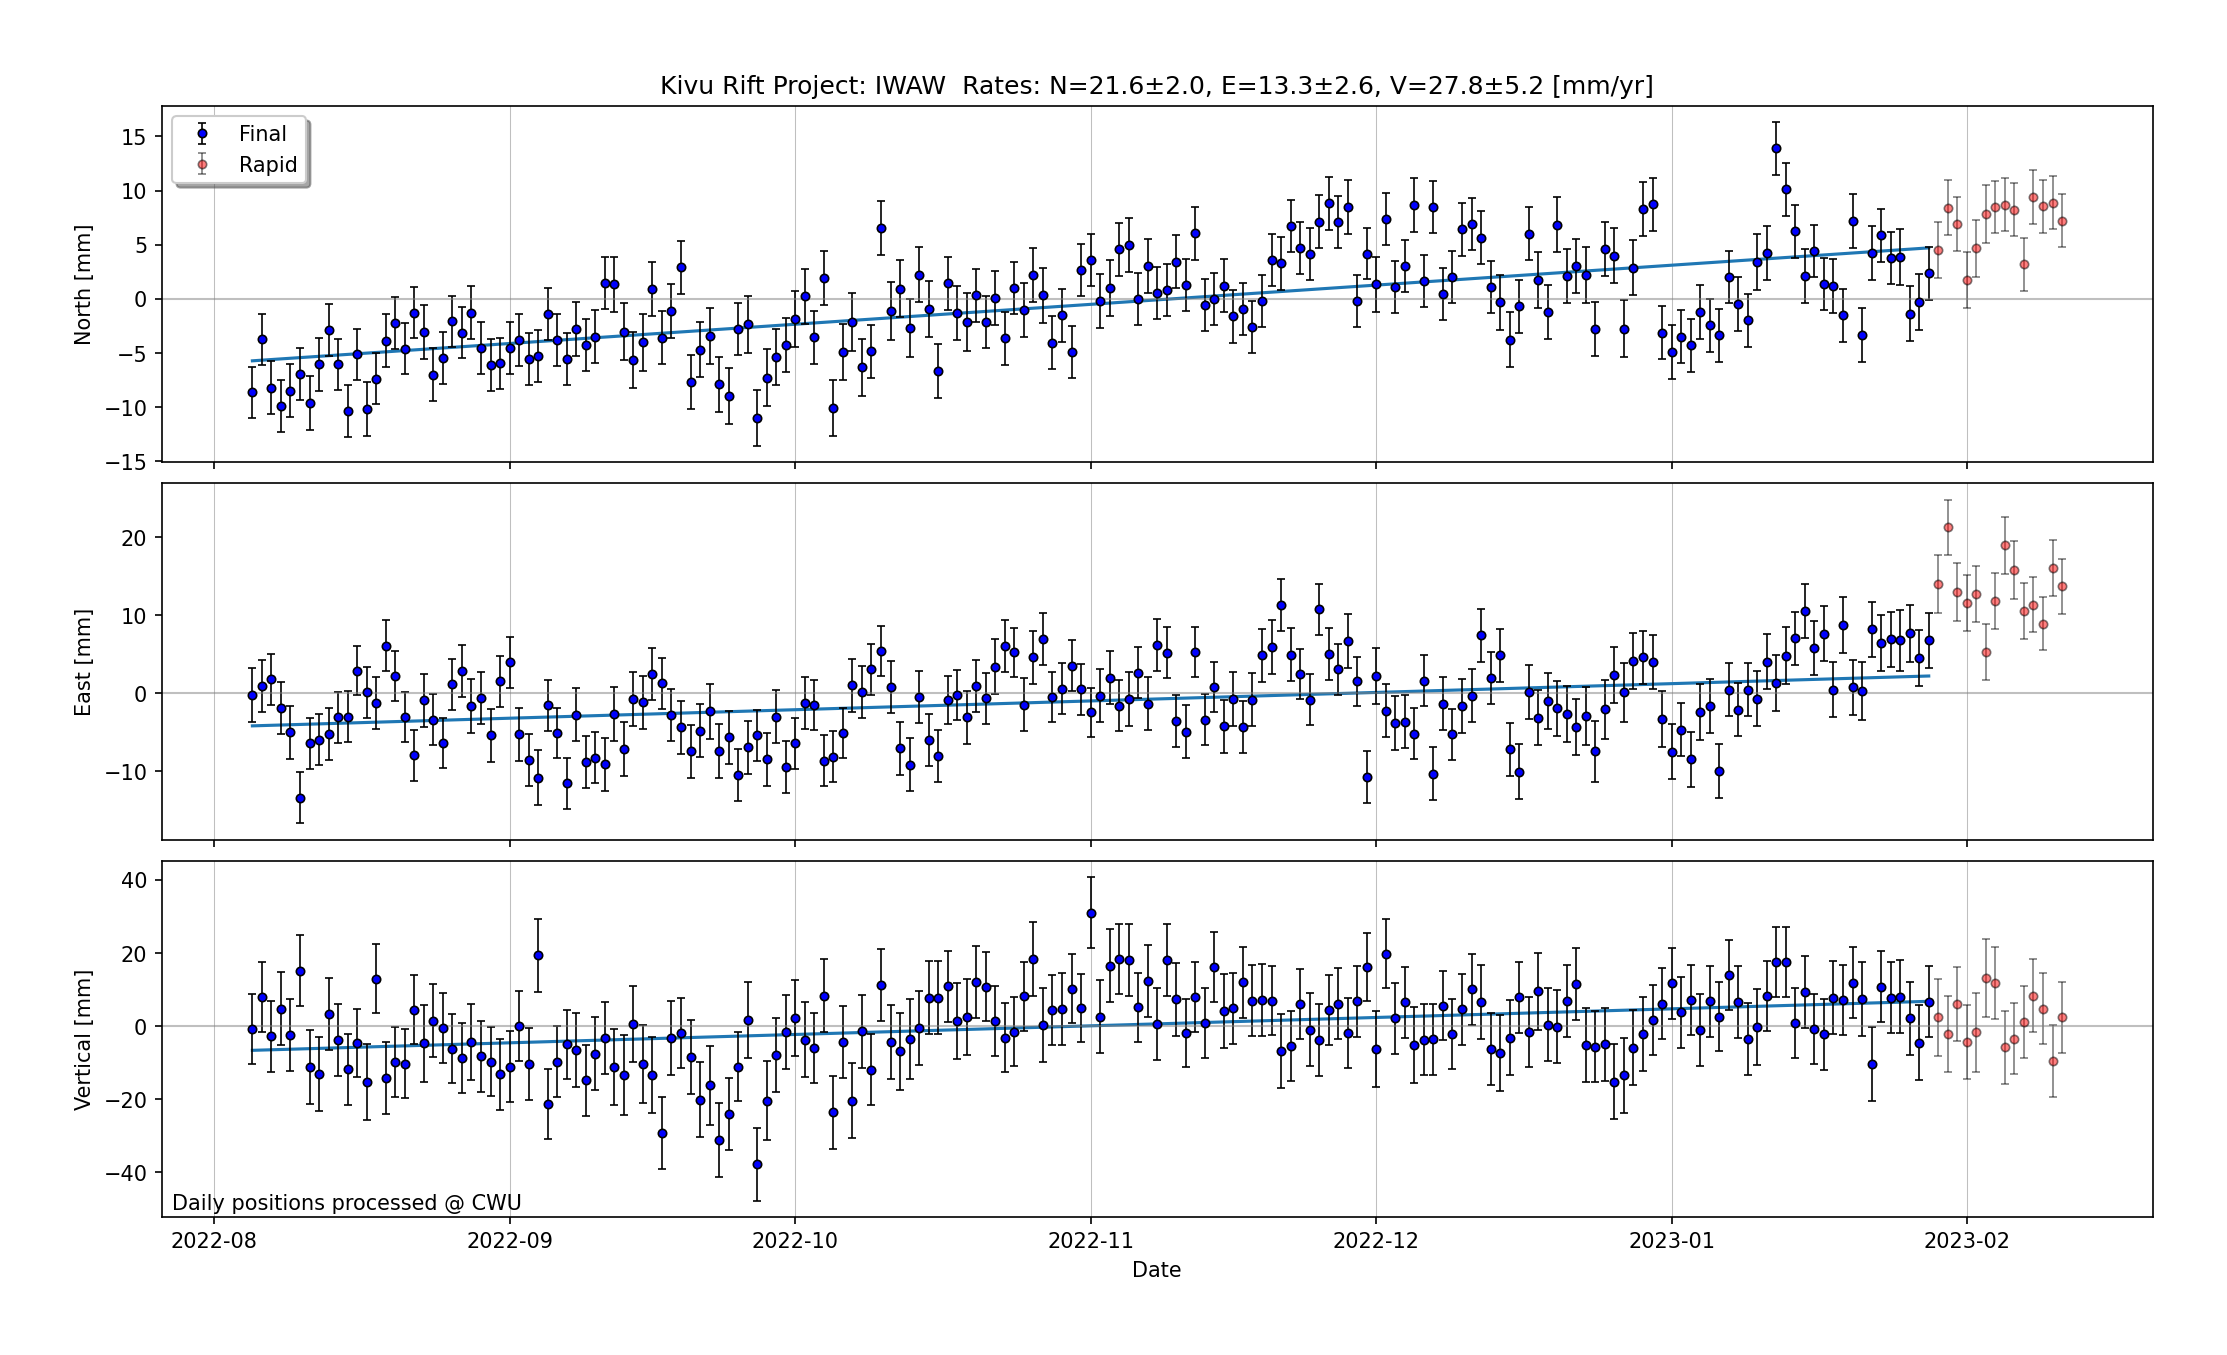 Kivu Rift Project: IWAW  Rates: N=21.6±2.0, E=13.3±2.6, V=27.8±5.2 [mm/yr]
Final
Rapid
North [mm]
15
10
5
0
−5
−10
−15
East [mm]
20
10
0
−10
Vertical [mm]
40
20
0
−20
−40
Daily positions processed @ CWU
2022-08 2022-09 2022-10 2022-11 2022-12 2023-01 2023-02
Date